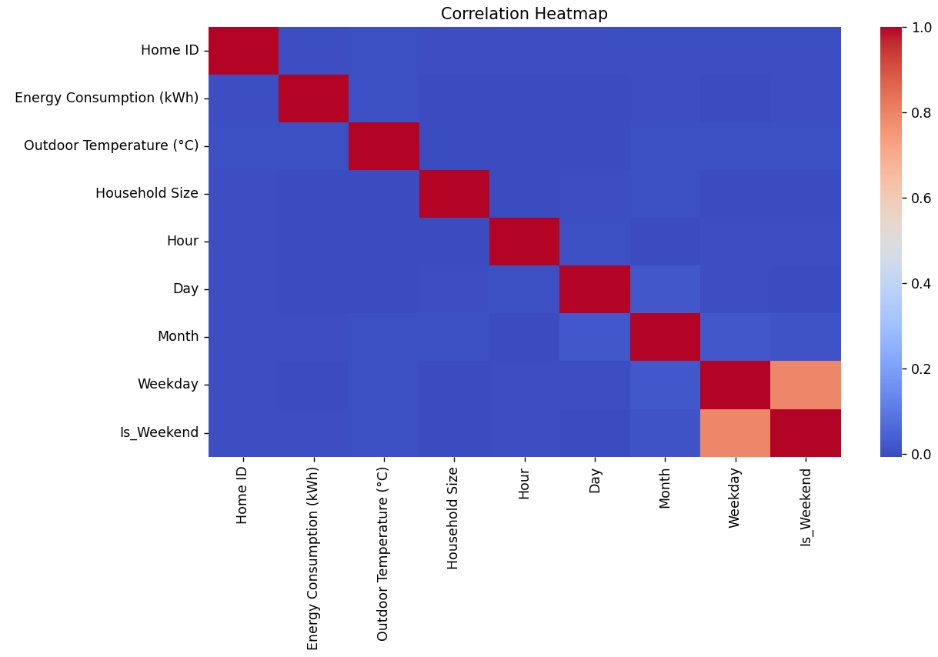 Correlation Heatmap
Home ID
Energy Consumption (kWh)
Outdoor Temperature (°C)
Household Size
Hour
Day
Month
Weekday
Is_Weekend
Home ID
Energy Consumption (kWh)
Outdoor Temperature (°C)
Household Size
Hour
Day
Month
Weekday
Is_Weekend
1.0
0.8
0.6
0.4
0.2
0.0